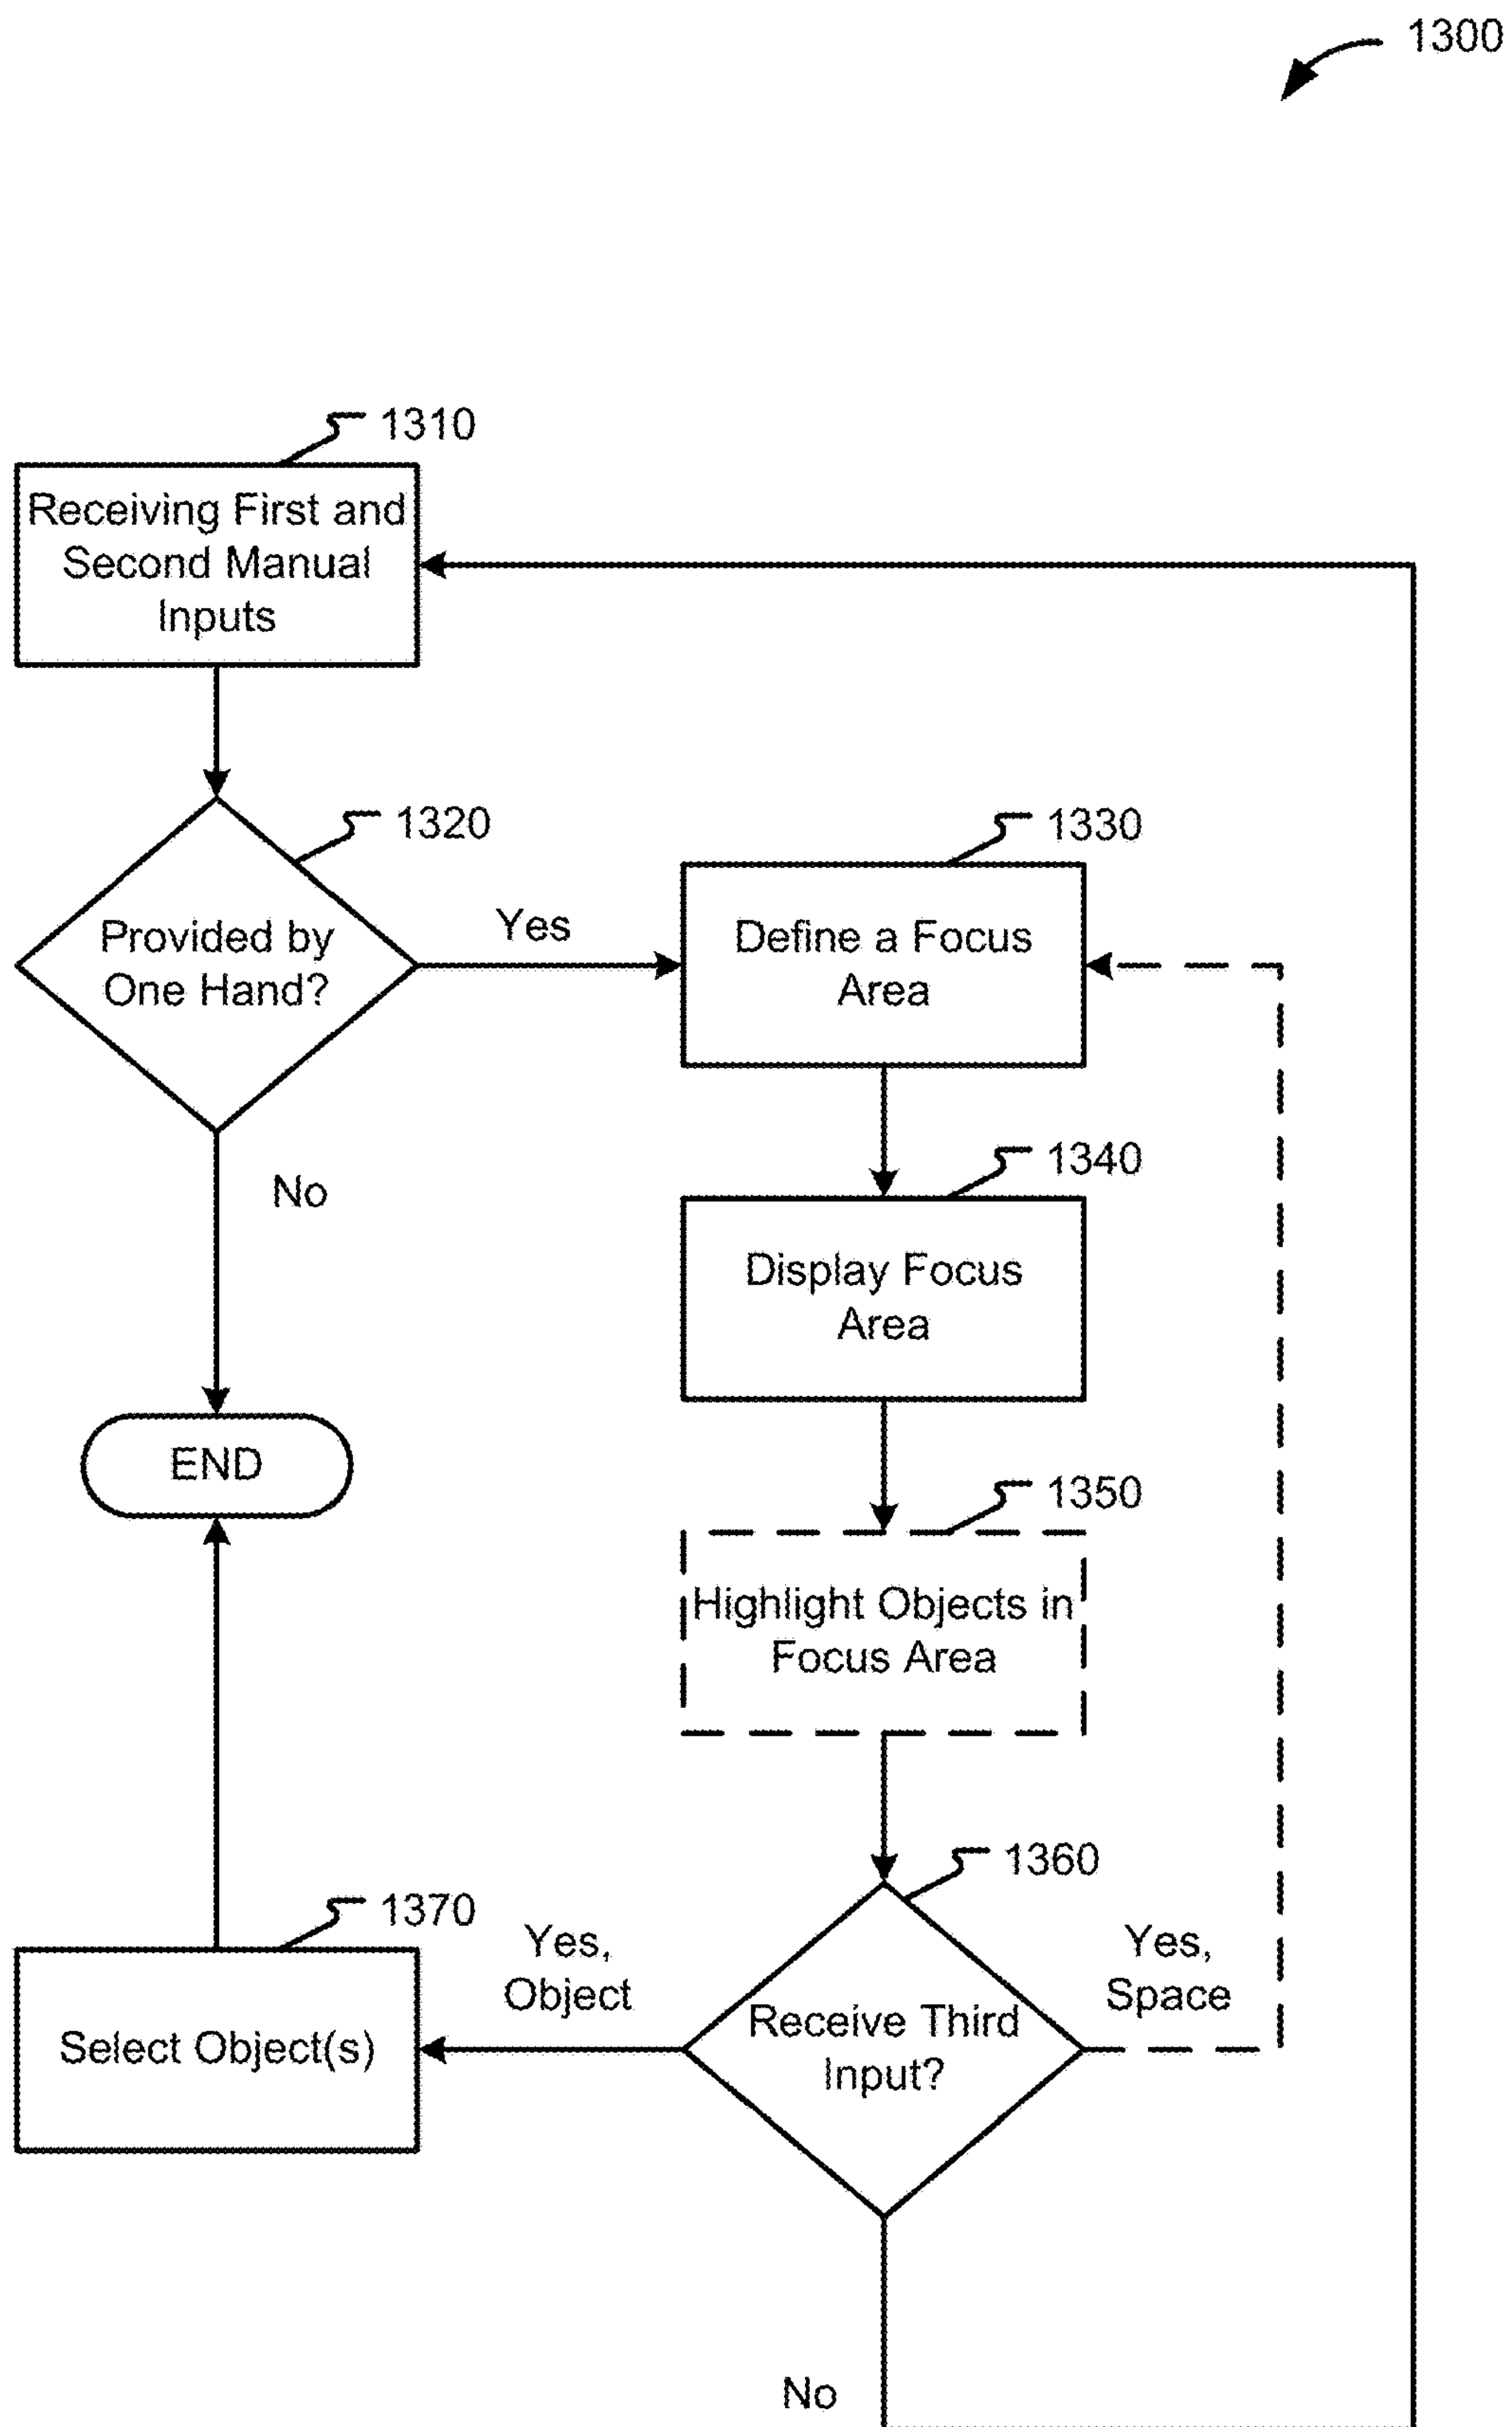 1300
1310
Receiving First and
Second Manual
Inputs
1320
Provided by
One Hand?
Yes
No
1330
Define a Focus
Area
1340
Display Focus
Area
END
1350
Highlight Objects in
Focus Area
1360
Receive Third
Input?
Yes,
Object
Yes,
Space
1370
Select Object(s)
No